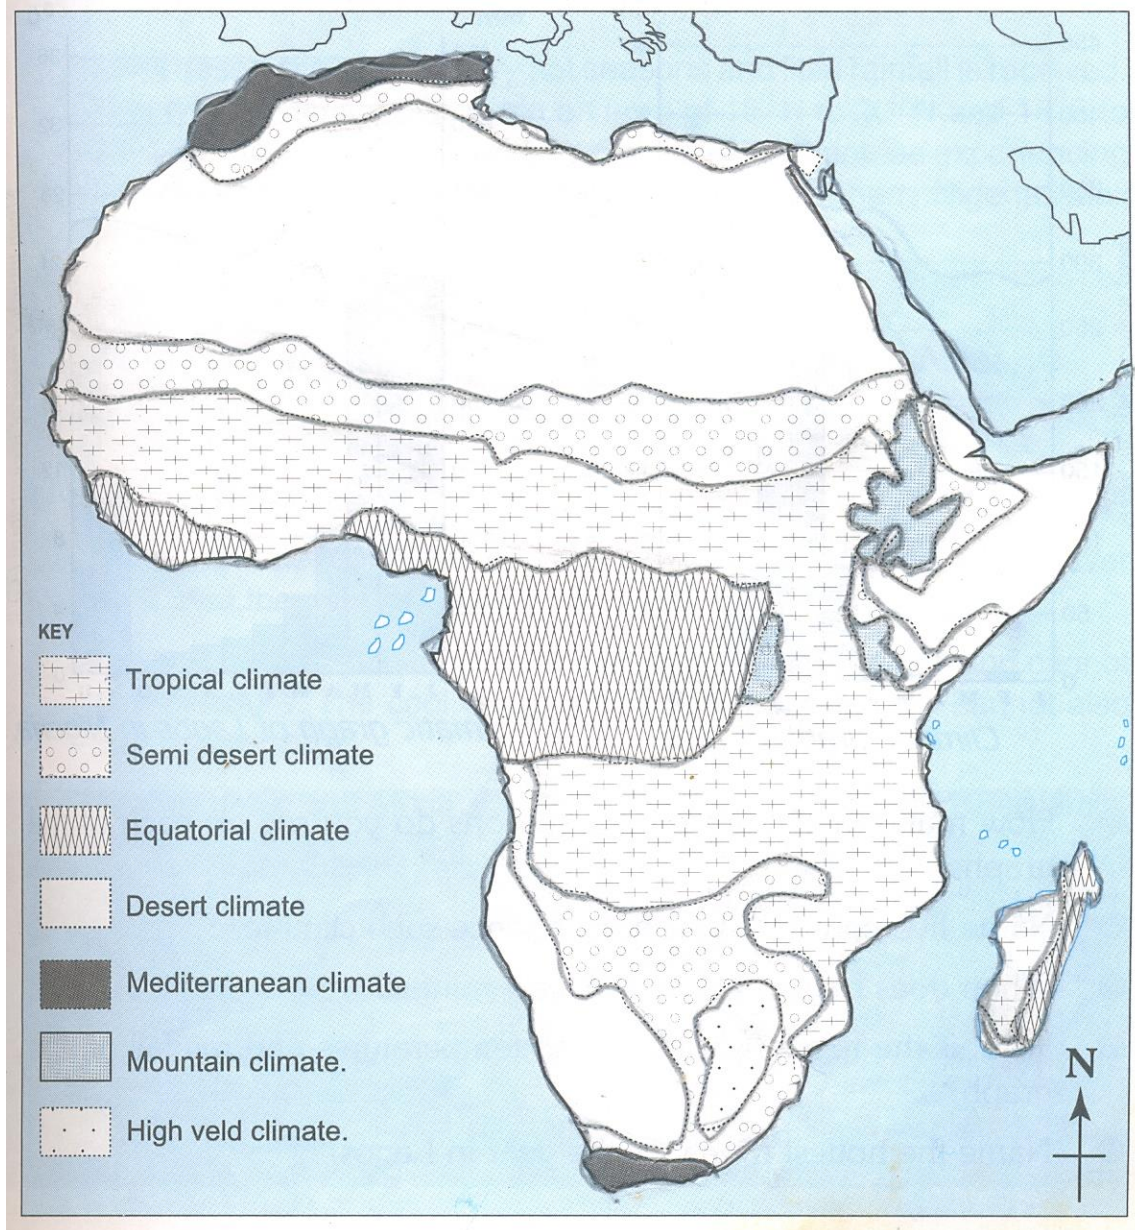 KEY
Tropical climate
Semi desert climate
Equatorial climate
Desert climate
Mediterranean climate
Mountain climate.
High veld climate.
N